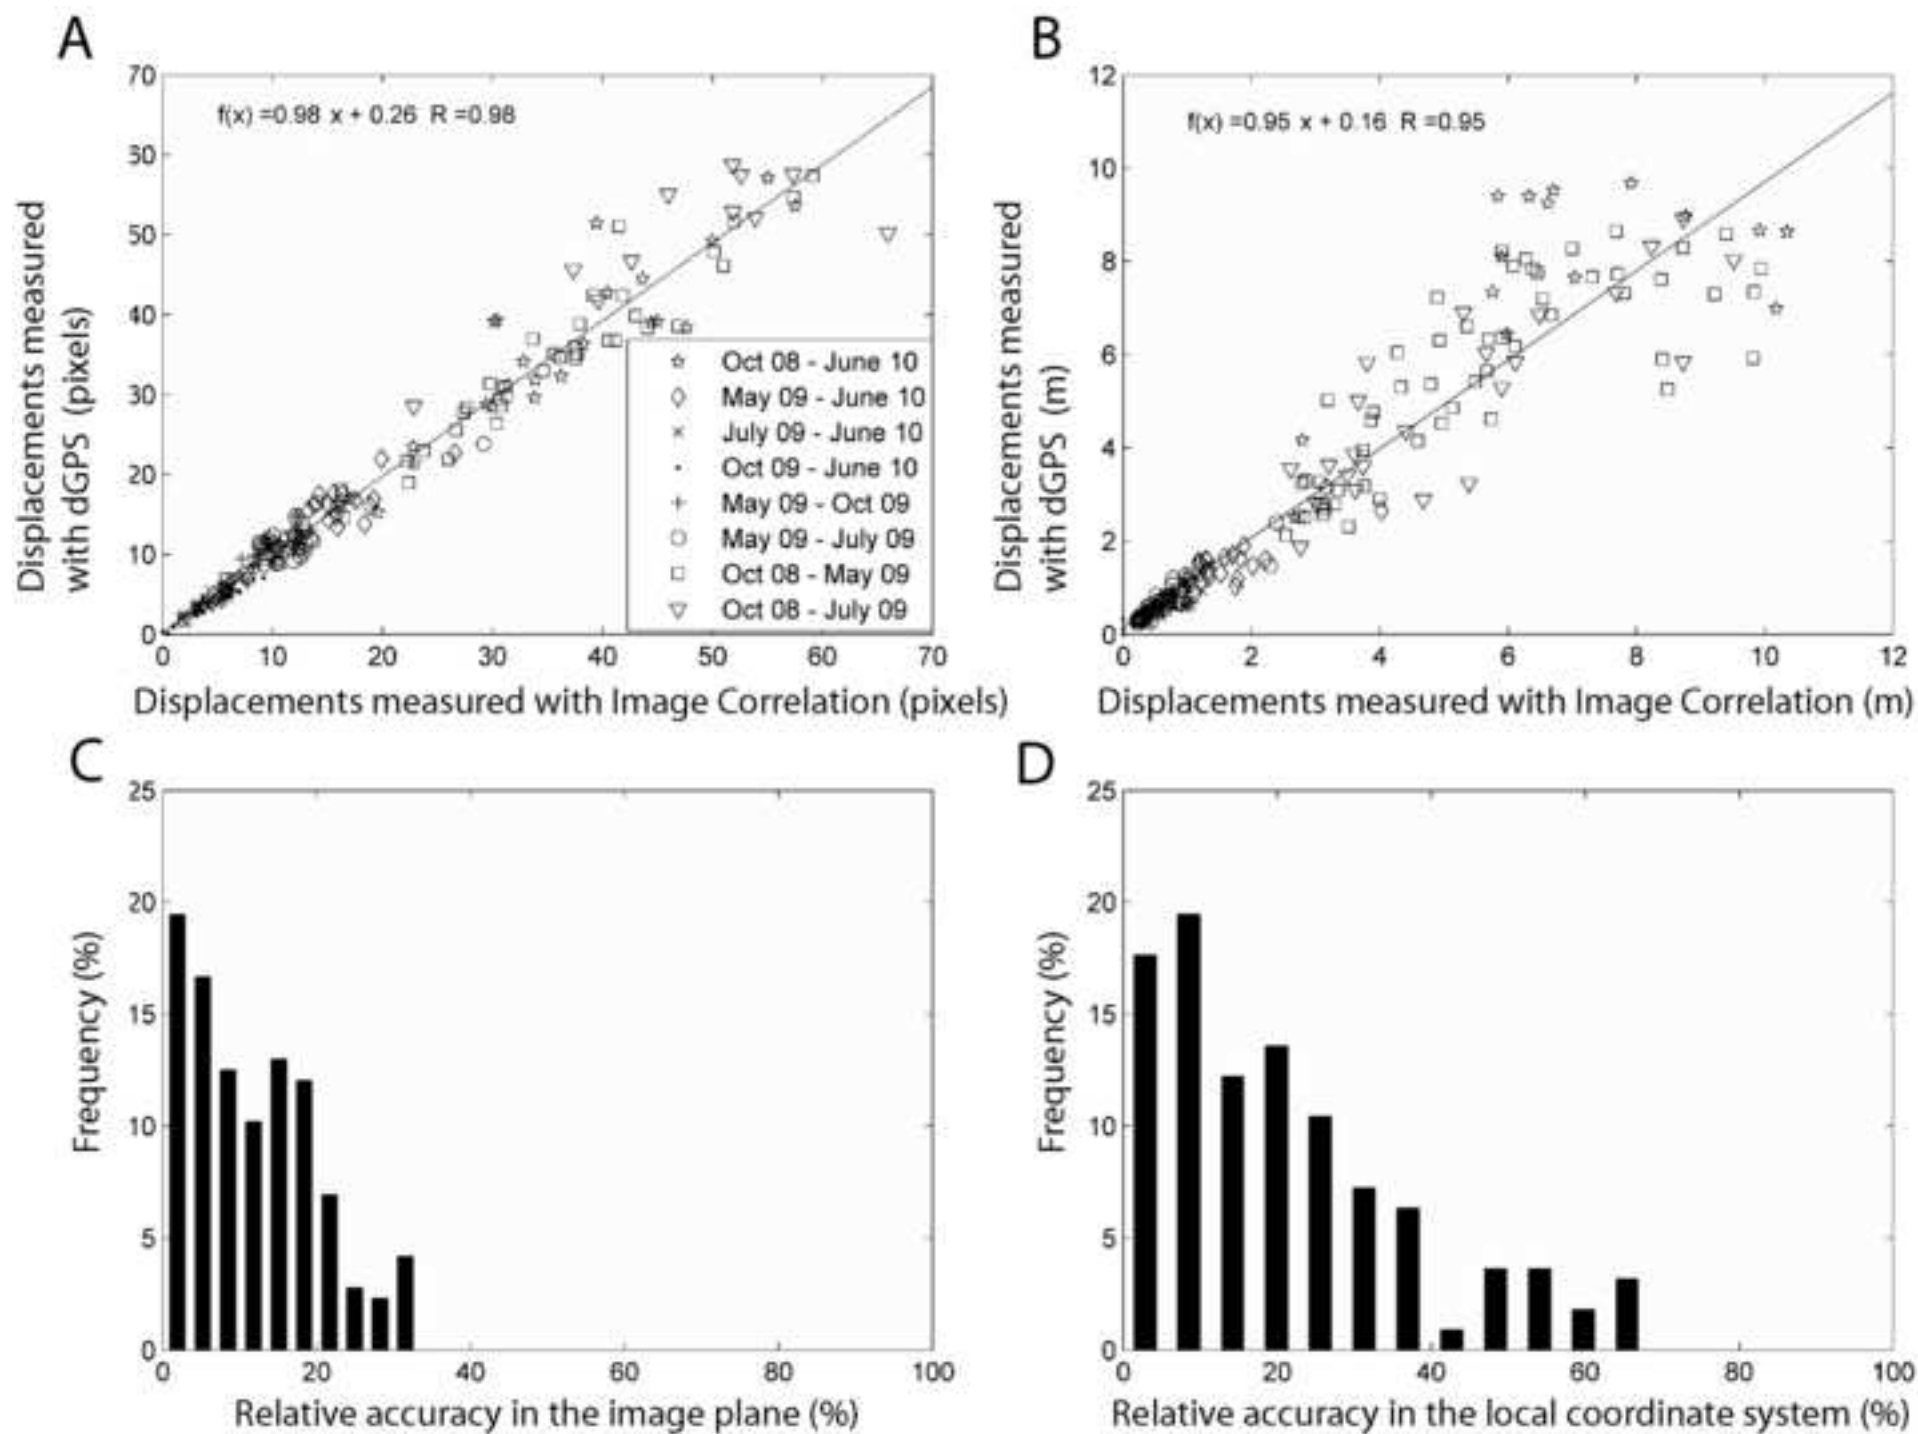 A
70
60
50
40
30
20
10
0
f(x) =0.98 x + 0.26 R =0.98
Displacements measured
with dGPS (pixels)
Oct 08 - June 10
May 09 - June 10
July 09 - June 10
Oct 09 - June 10
May 09 - Oct 09
May 09 - July 09
Oct 08 - May 09
Oct 08 - July 09
0 10 20 30 40 50 60 70
Displacements measured with Image Correlation (pixels)
B
12
10
8
6
4
2
0
f(x) =0.95 x + 0.16 R =0.95
Displacements measured
with dGPS (m)
0 2 4 6 8 10 12
Displacements measured with Image Correlation (m)
C
25
20
15
10
5
0
Frequency (%)
0 20 40 60 80 100
Relative accuracy in the image plane (%)
D
25
20
15
10
5
0
Frequency (%)
0 20 40 60 80 100
Relative accuracy in the local coordinate system (%)